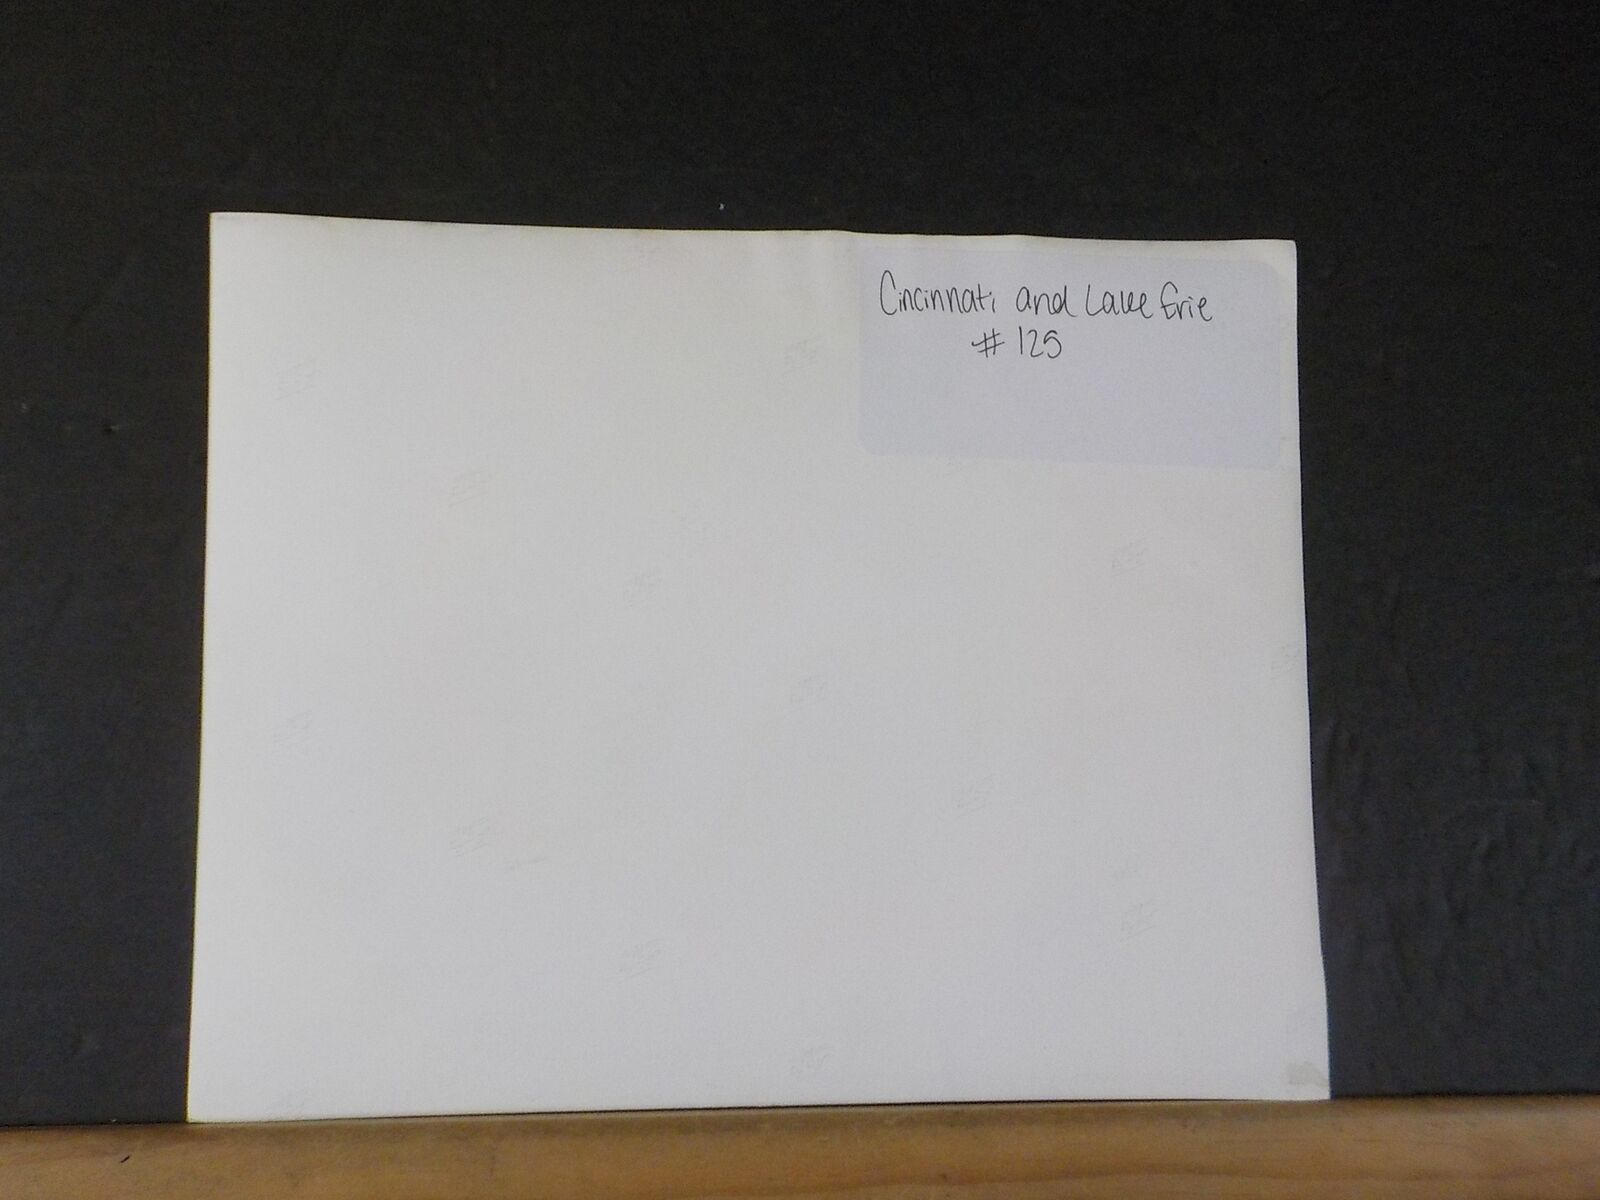 Cincinnati and Lake Erie
# 125